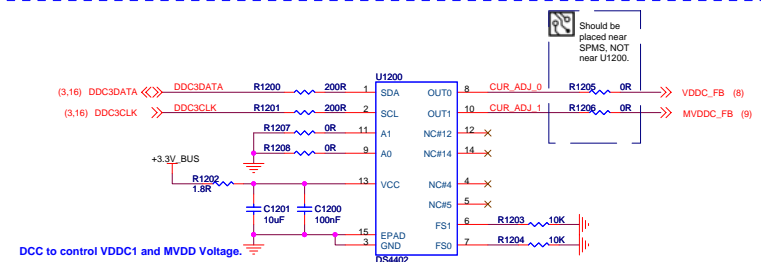 Should be
placed near
SPMS, NOT
near U1200.
U1200
(3,16) DDC3DATA DDC3DATA R1200 200R 1 SDA OUT0 8 CUR_ADJ_0 R1205 0R VDDC_FB (8)
(3,16) DDC3CLK DDC3CLK R1201 200R 2 SCL OUT1 10 CUR_ADJ_1 R1206 0R MVDDC_FB (9)
R1207 0R 11 A1 NC#12 12
R1208 0R 9 A0 NC#14 14
+3.3V_BUS
R1202 13 VCC NC#4 4
1.8R
NC#5 5
C1201 C1200 FS1 6 R1203 10K
10uF 100nF
15 EPAD
3 GND FS0 7 R1204 10K
DCC to control VDDC1 and MVDD Voltage.
DS4402